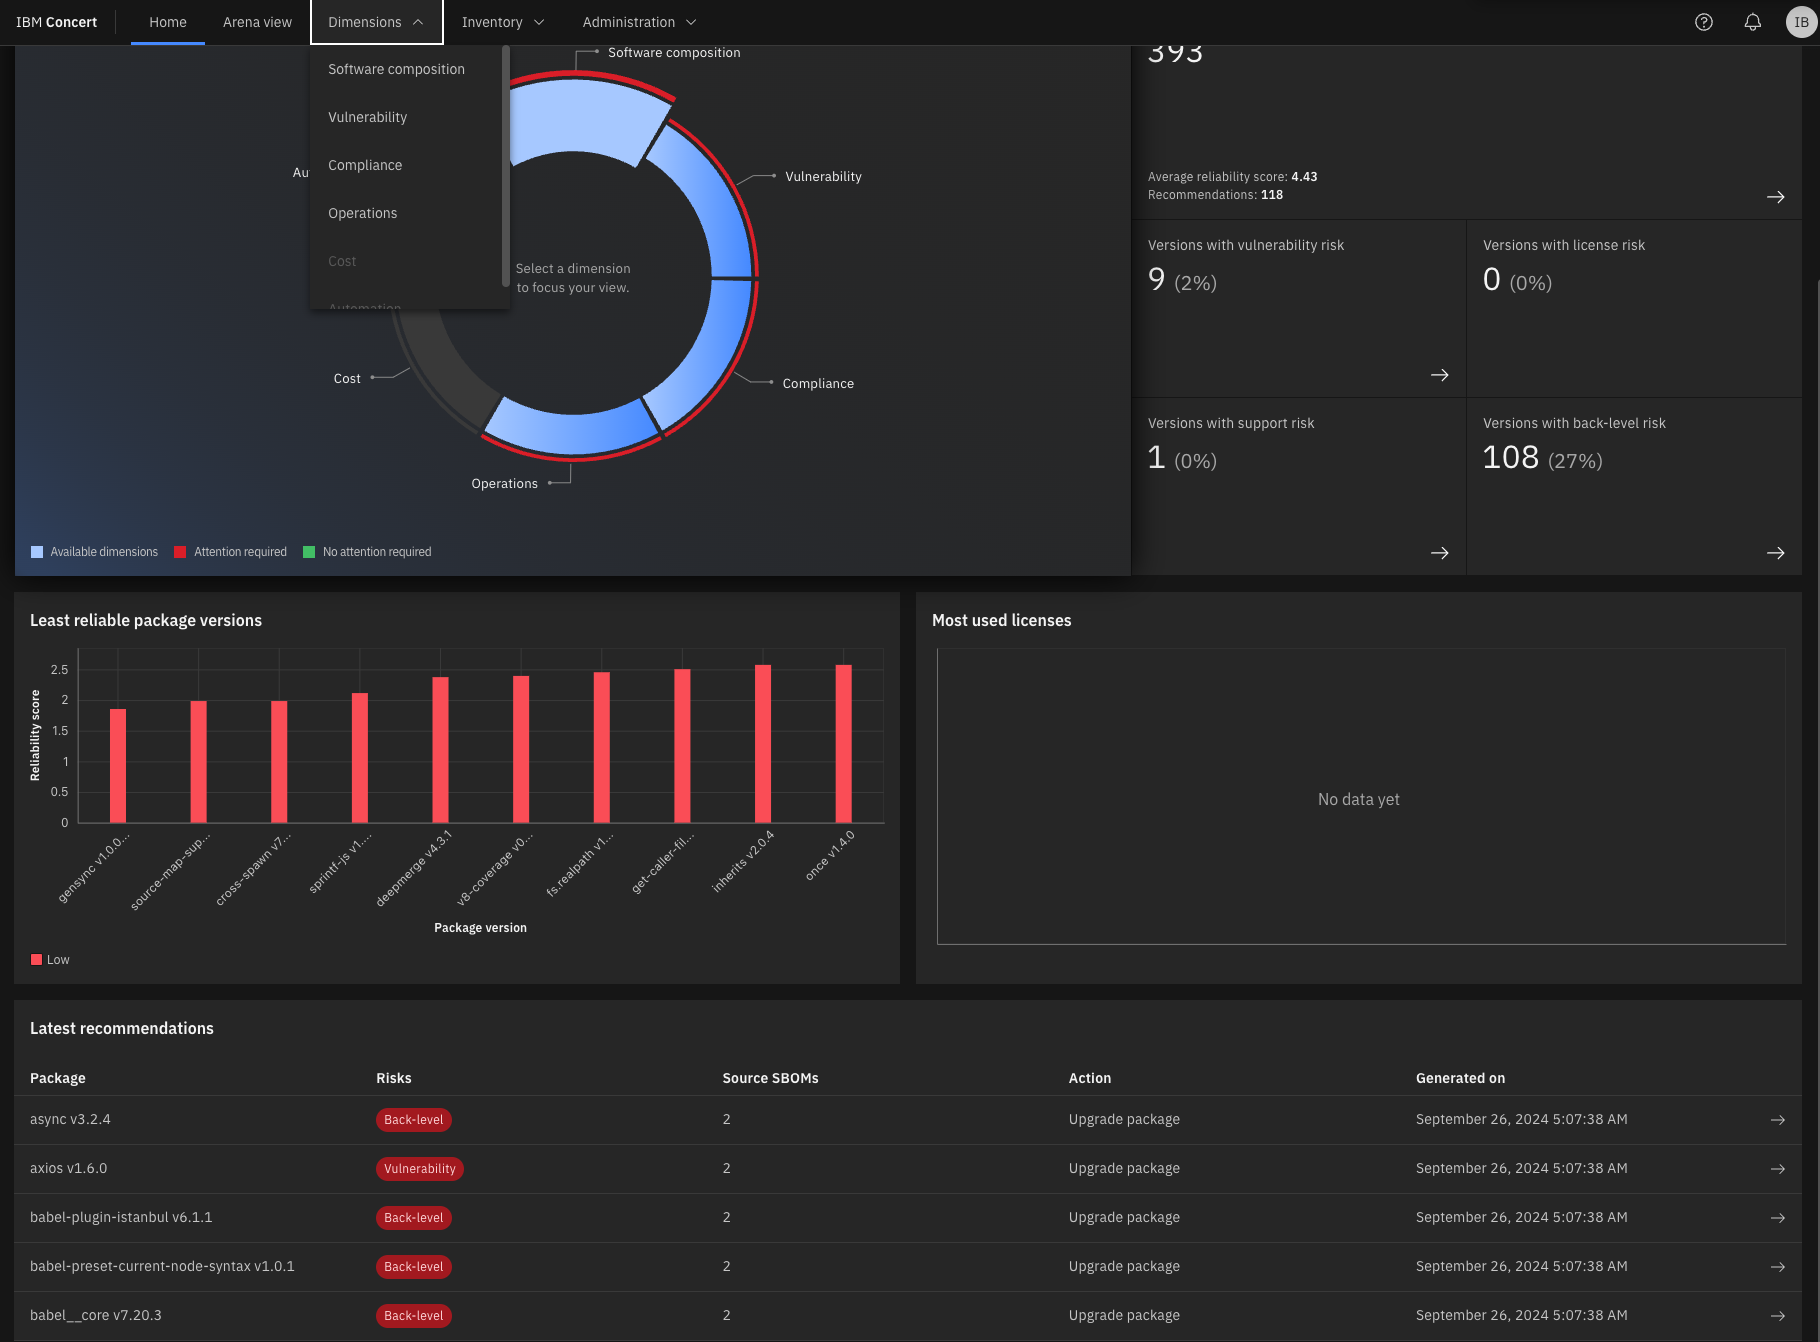 IBM Concert
Home
Arena view
Dimensions
Inventory
Administration
IB
Software composition
Vulnerability
Compliance
Operations
Cost
Automation
Software composition
Au
Vulnerability
Select a dimension
to focus your view.
Cost
Compliance
Operations
Available dimensions
Attention required
No attention required
393
Average reliability score: 4.43
Recommendations: 118
Versions with vulnerability risk
9 (2%)
Versions with license risk
0 (0%)
Versions with support risk
1 (0%)
Versions with back-level risk
108 (27%)
Least reliable package versions
Reliability score
2.5
2
1.5
1
0.5
0
gensync v1.0.0...
source-map-sup...
cross-spawn v7...
sprintf-js v1....
deepmerge v4.3.1
v8-coverage v0...
fs.realpath v1...
get-caller-fil...
inherits v2.0.4
once v1.4.0
Package version
Low
Most used licenses
No data yet
Latest recommendations
Package Risks Source SBOMs Action Generated on
async v3.2.4 Back-level 2 Upgrade package September 26, 2024 5:07:38 AM
axios v1.6.0 Vulnerability 2 Upgrade package September 26, 2024 5:07:38 AM
babel-plugin-istanbul v6.1.1 Back-level 2 Upgrade package September 26, 2024 5:07:38 AM
babel-preset-current-node-syntax v1.0.1 Back-level 2 Upgrade package September 26, 2024 5:07:38 AM
babel__core v7.20.3 Back-level 2 Upgrade package September 26, 2024 5:07:38 AM